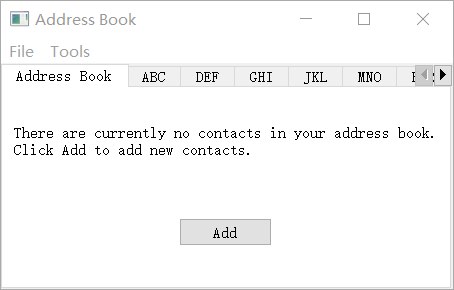 Address Book
File Tools
Address Book ABC DEF GHI JKL MNO
There are currently no contacts in your address book.
Click Add to add new contacts.
Add